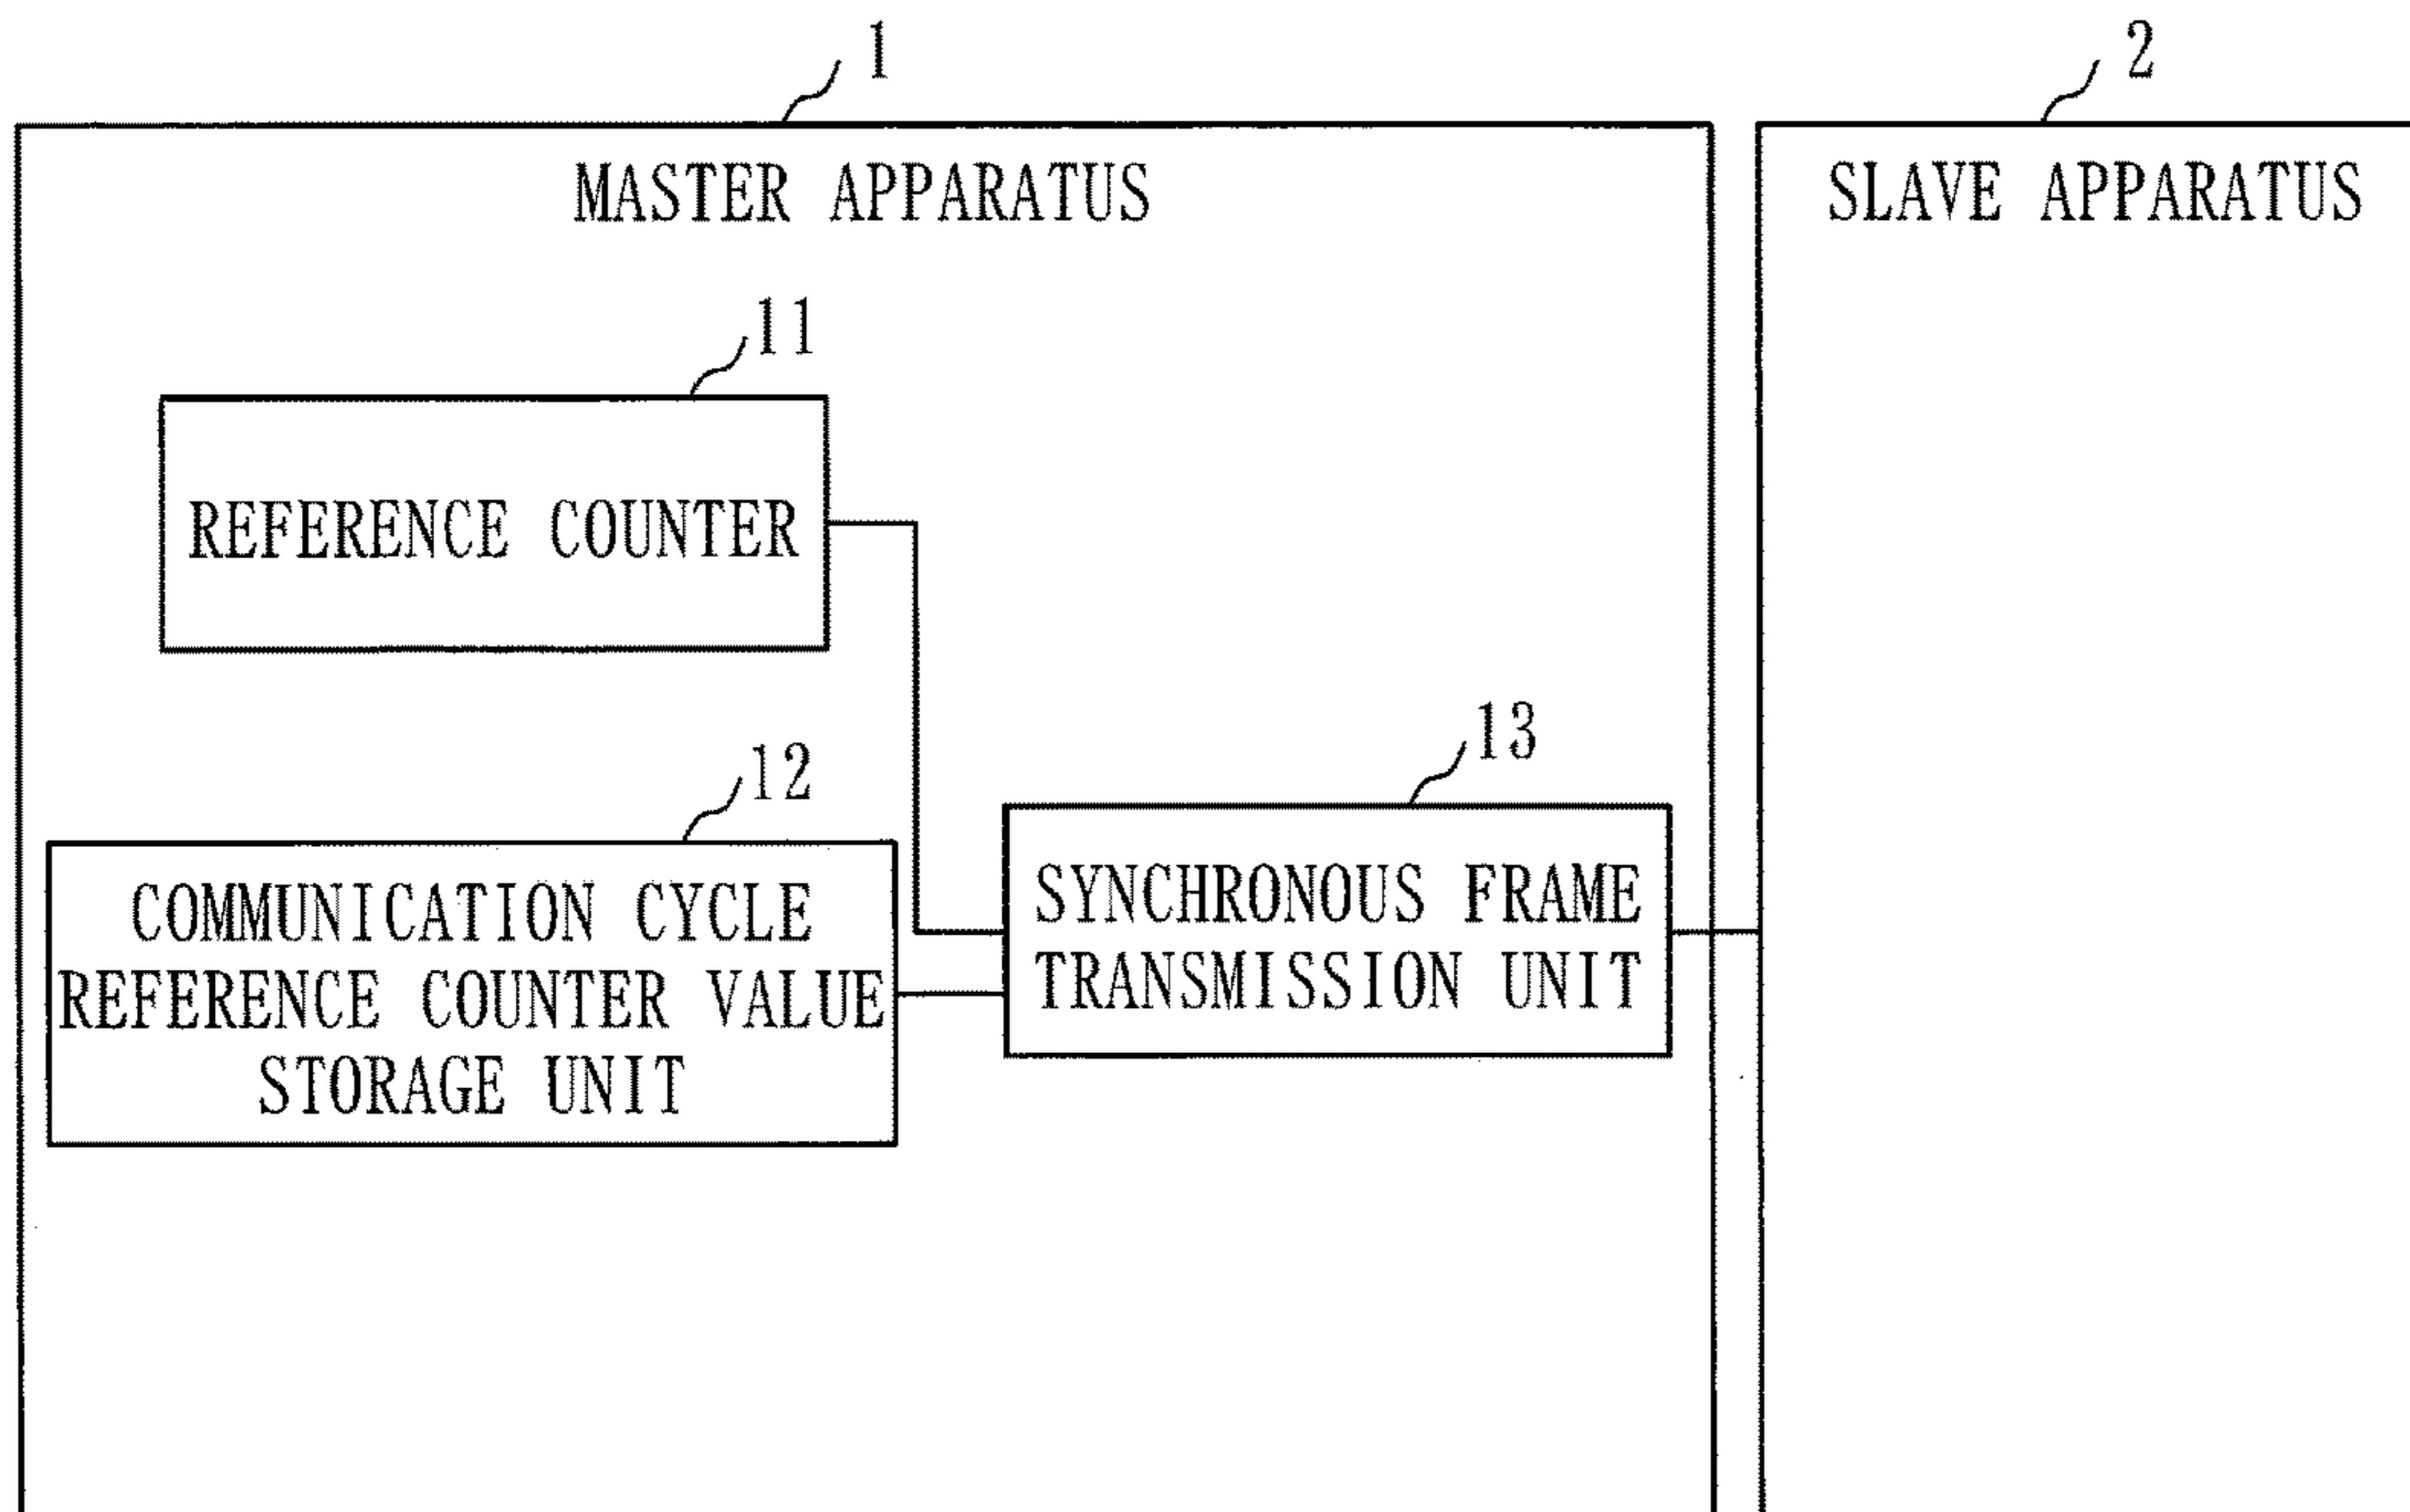 1
2
MASTER APPARATUS
SLAVE APPARATUS
11
REFERENCE COUNTER
12
COMMUNICATION CYCLE
REFERENCE COUNTER VALUE
STORAGE UNIT
13
SYNCHRONOUS FRAME
TRANSMISSION UNIT